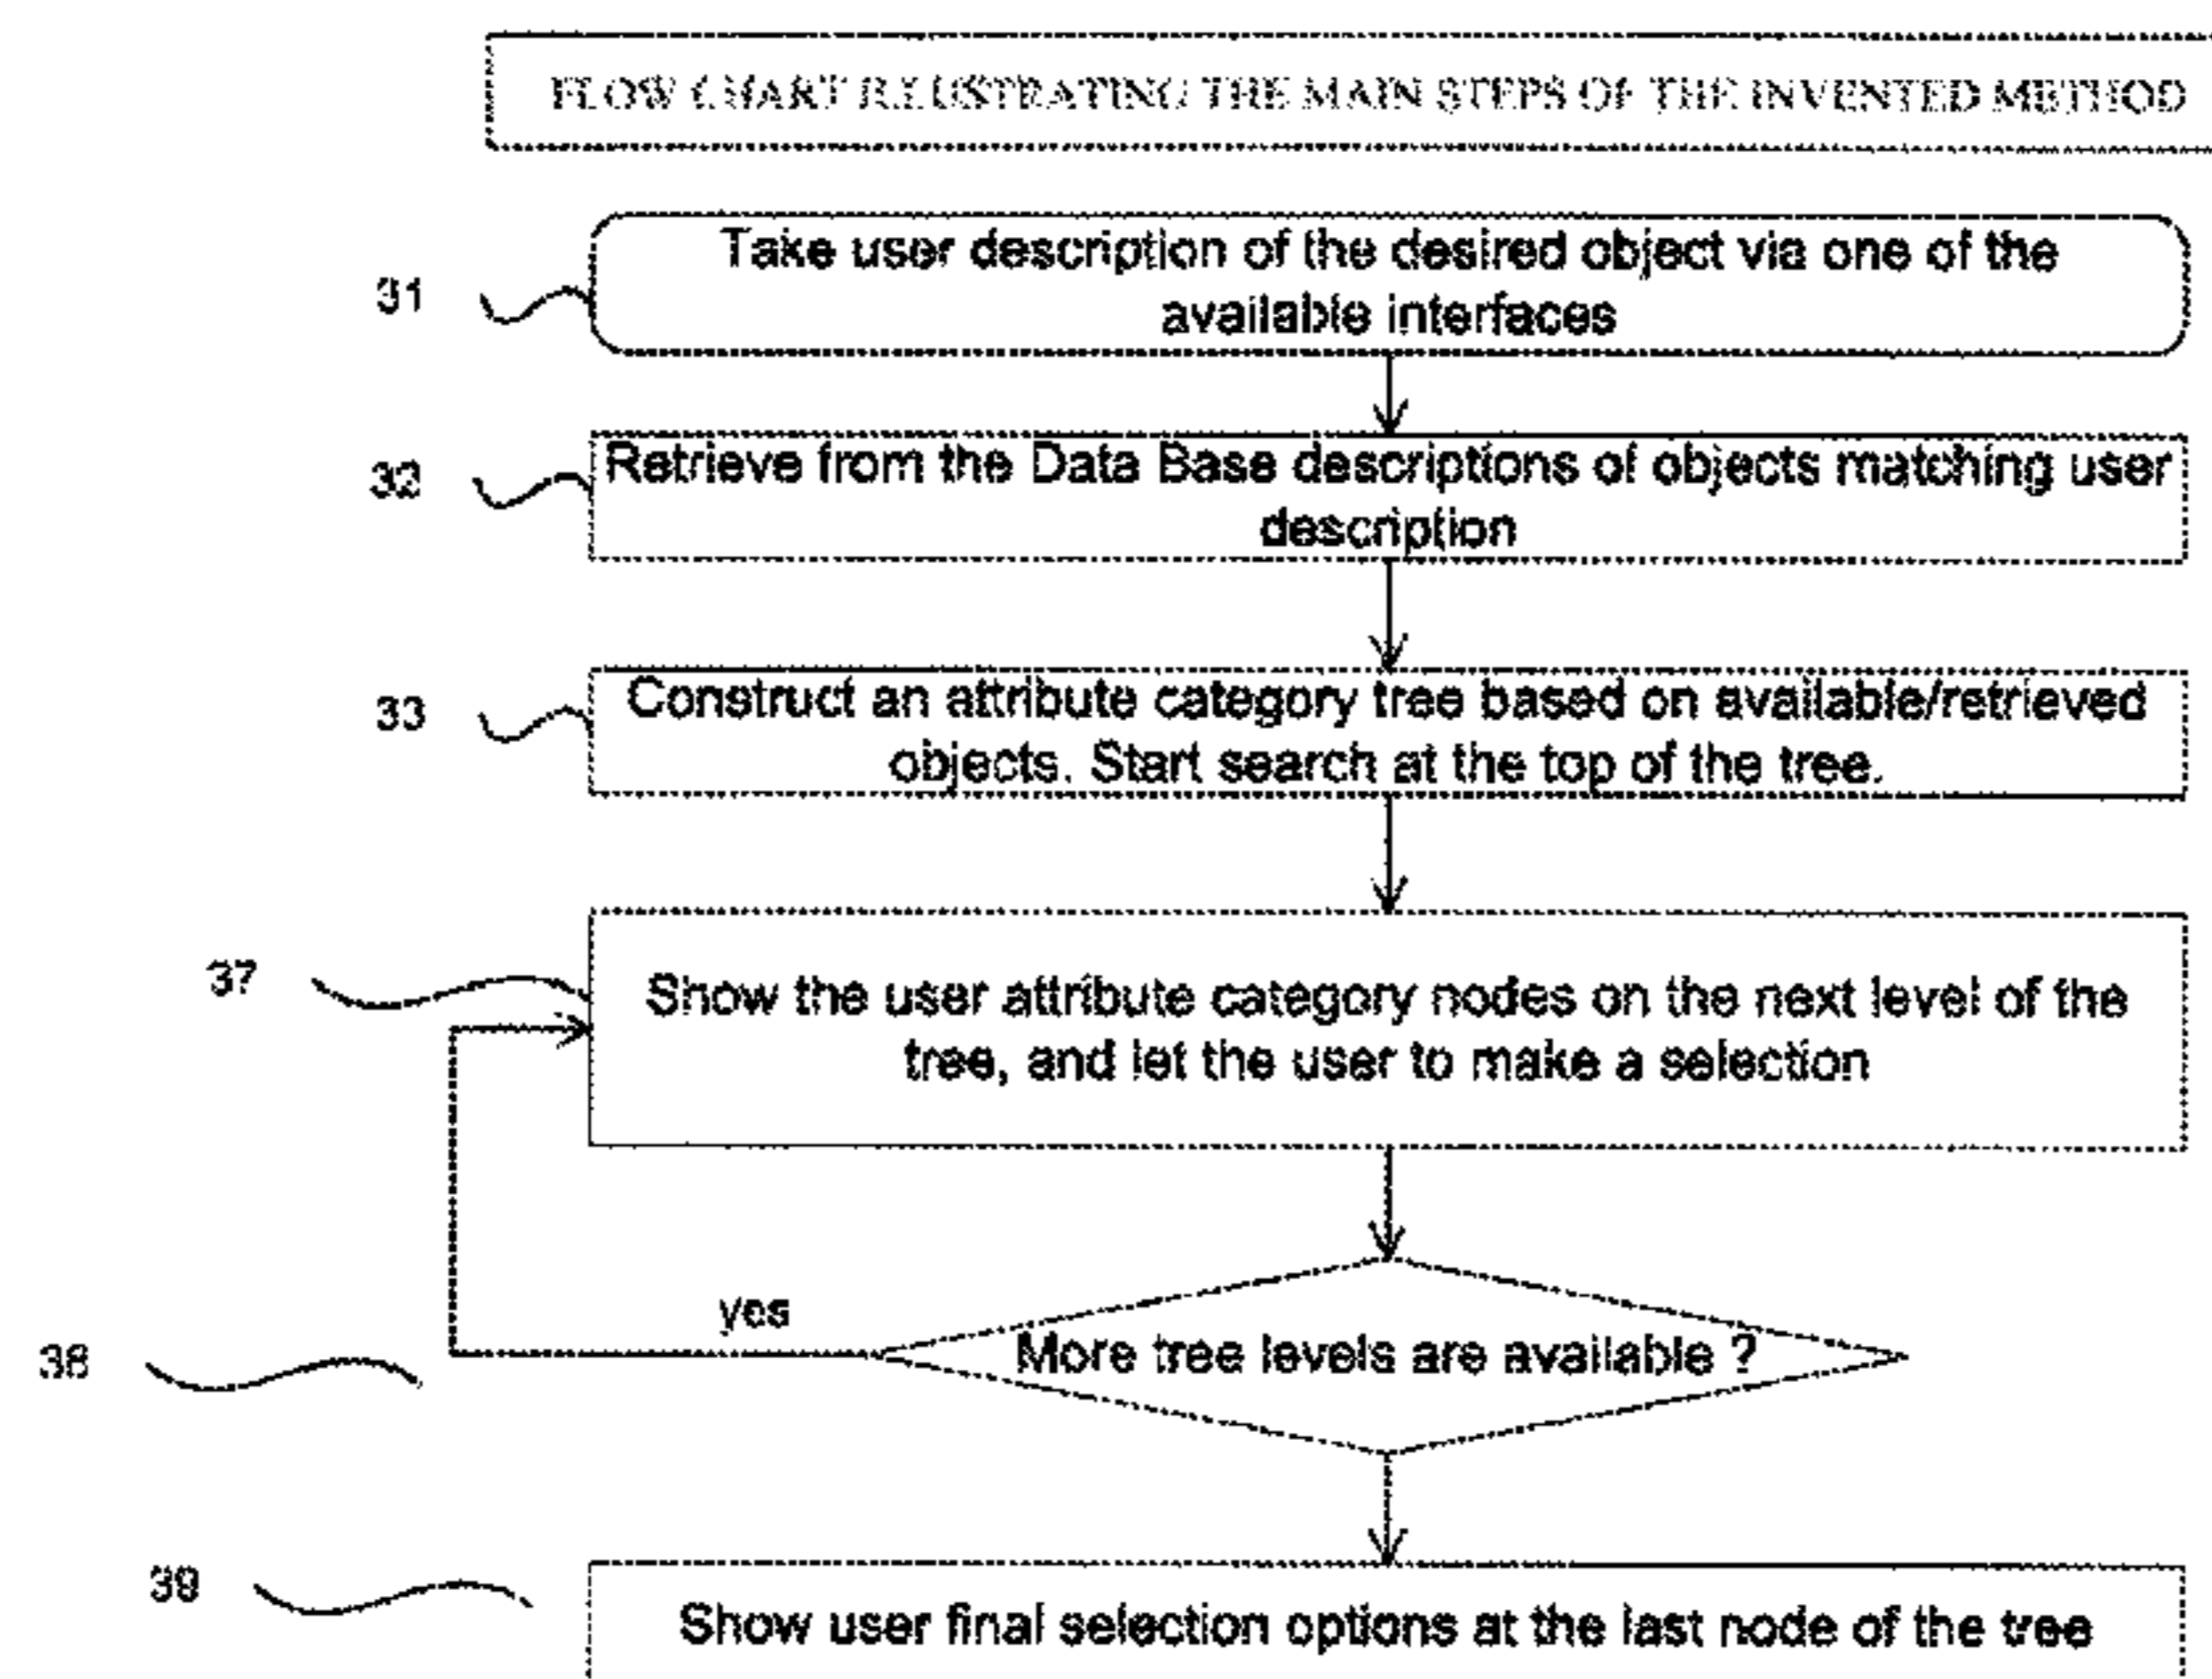 FLOW CHART ILLUSTRATING THE MAIN STEPS OF THE INVENTED METHOD
31
Take user description of the desired object via one of the
available interfaces
32
Retrieve from the Data Base descriptions of objects matching user
description
33
Construct an attribute category tree based on available/retrieved
objects. Start search at the top of the tree.
37
Show the user attribute category nodes on the next level of the
tree, and let the user to make a selection
yes
38
More tree levels are available ?
39
Show user final selection options at the last node of the tree